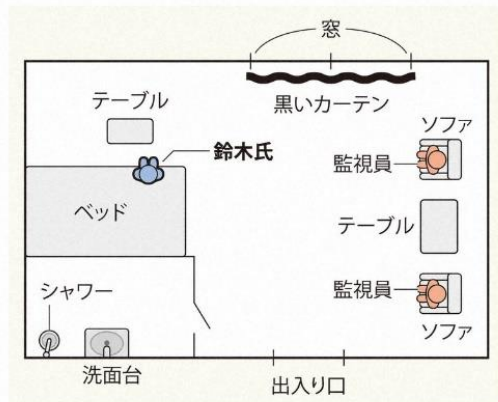 窓
黒いカーテン
テーブル
鈴木氏
ソファ
監視員
ベッド
テーブル
監視員
ソファ
シャワー
洗面台
出入り口